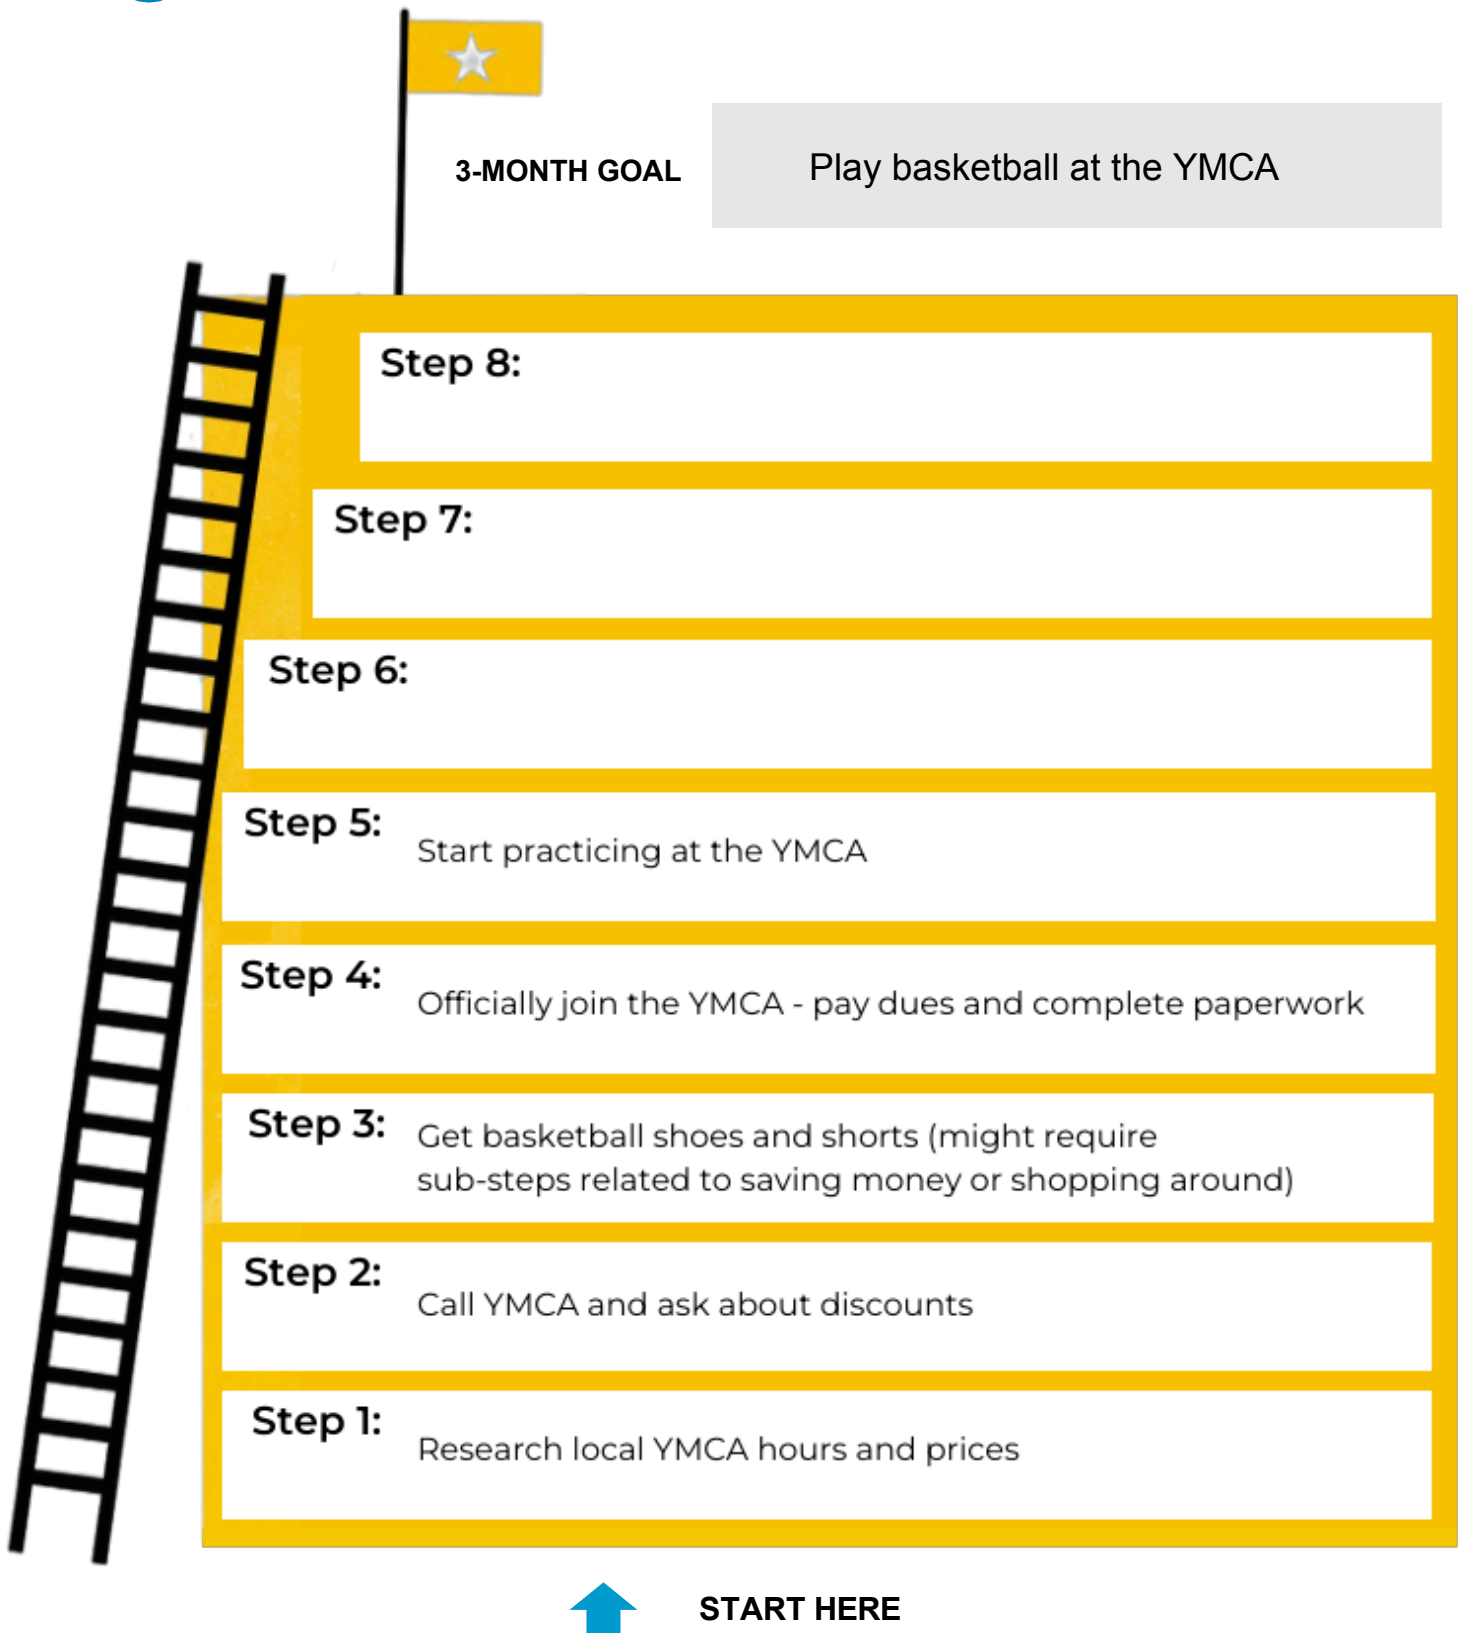 3-MONTH GOAL
Play basketball at the YMCA
Step 8:
Step 7:
Step 6:
Step 5:
Start practicing at the YMCA
Step 4:
Officially join the YMCA - pay dues and complete paperwork
Step 3:
Get basketball shoes and shorts (might require
sub-steps related to saving money or shopping around)
Step 2:
Call YMCA and ask about discounts
Step 1:
Research local YMCA hours and prices
START HERE